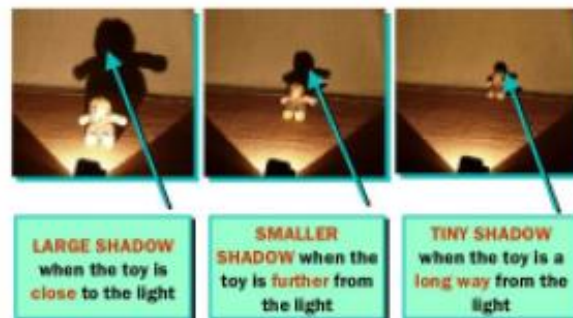 LARGE SHADOW
when the toy is
close to the light
SMALLER
SHADOW when the
toy is further from
the light
TINY SHADOW
when the toy is a
long way from the
light